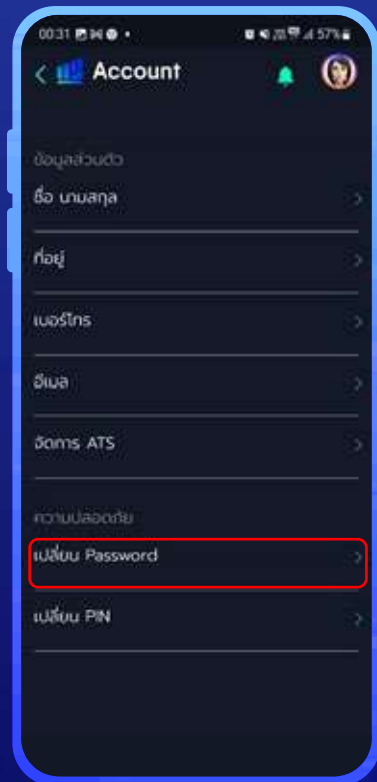 00:31
57%
Account
ข้อมูลส่วนตัว
ชื่อ นามสกุล
ที่อยู่
เบอร์โทร
อีเมล
จัดการ ATS
ความปลอดภัย
เปลี่ยน Password
เปลี่ยน PIN